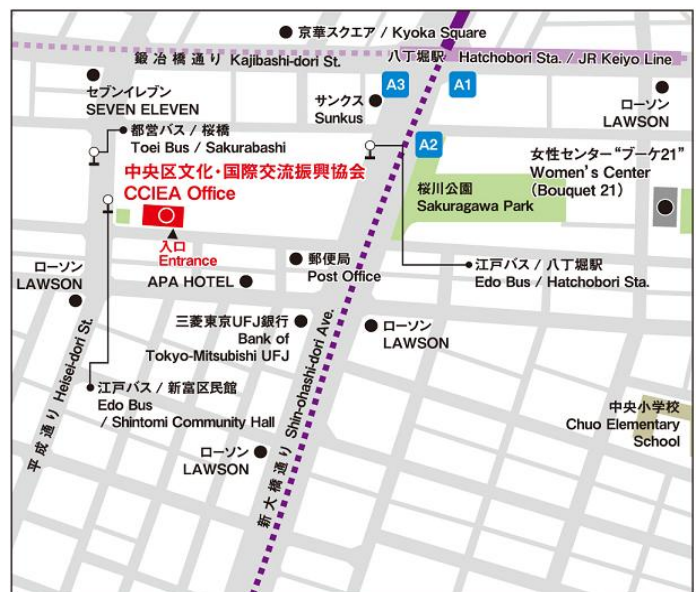 京華スクエア / Kyoka Square
鍛冶橋通り Kajibashi-dori St.
八丁堀駅 Hatchobori Sta. / JR Keiyo Line
セブンイレブン
SEVEN ELEVEN
サンクス
Sunkus
A3
A1
ローソン
LAWSON
都営バス / 桜橋
Toei Bus / Sakurabashi
A2
女性センター“ブーケ21”
Women's Center
(Bouquet 21)
中央区文化・国際交流振興協会
CCIEA Office
桜川公園
Sakuragawa Park
入口
Entrance
郵便局
Post Office
江戸バス / 八丁堀駅
Edo Bus / Hatchobori Sta.
ローソン
LAWSON
APA HOTEL
三菱東京UFJ銀行
Bank of
Tokyo-Mitsubishi UFJ
ローソン
LAWSON
江戸バス / 新富区民館
Edo Bus
/ Shintomi Community Hall
中央小学校
Chuo Elementary
School
平成通り Heisei-dori St.
新大橋通り Shin-ohashi-dori Ave.
ローソン
LAWSON